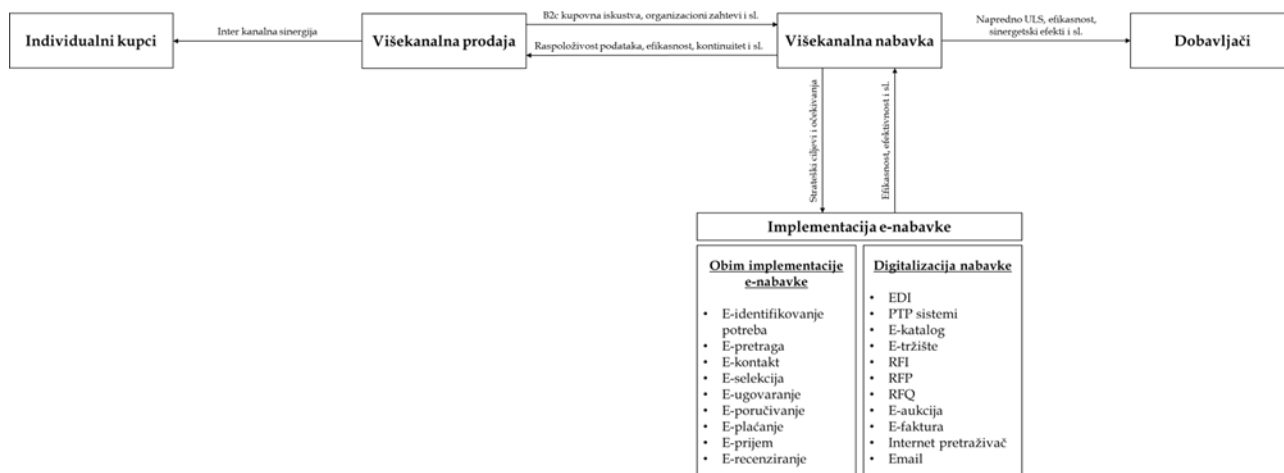 B2c kupovna iskustva, organizacioni zahtevi i sl.
Napredno ULS, efikasnost,
sinergetski efekti i sl.
Individualni kupci
Inter kanalna sinergija
Višekanalna prodaja
Raspoloživost podataka, efikasnost, kontinuitet i sl.
Višekanalna nabavka
Dobavljači
Strateški ciljevi i očekivanja
Efikasnost, efektivnost i sl.
Implementacija e-nabavke
Obim implementacije
e-nabavke
• E-identifikovanje
potreba
• E-pretraga
• E-kontakt
• E-selekcija
• E-ugovaranje
• E-poručivanje
• E-plaćanje
• E-prijem
• E-recenziranje
Digitalizacija nabavke
• EDI
• PTP sistemi
• E-katalog
• E-tržište
• RFI
• RFP
• RFQ
• E-aukcija
• E-faktura
• Internet pretraživač
• Email